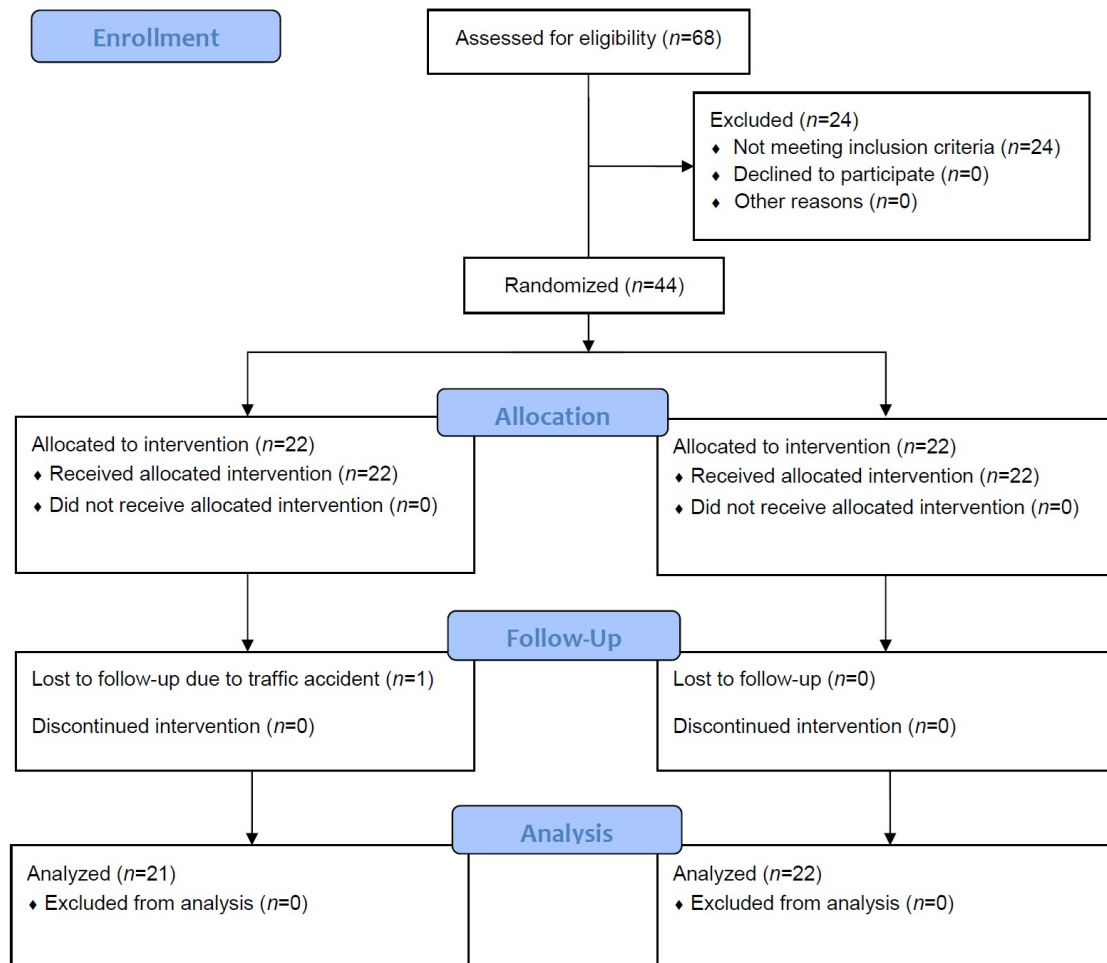 Enrollment
Assessed for eligibility (n=68)
Excluded (n=24)
♦ Not meeting inclusion criteria (n=24)
♦ Declined to participate (n=0)
♦ Other reasons (n=0)
Randomized (n=44)
Allocation
Allocated to intervention (n=22)
♦ Received allocated intervention (n=22)
♦ Did not receive allocated intervention (n=0)
Allocated to intervention (n=22)
♦ Received allocated intervention (n=22)
♦ Did not receive allocated intervention (n=0)
Follow-Up
Lost to follow-up due to traffic accident (n=1)
Discontinued intervention (n=0)
Lost to follow-up (n=0)
Discontinued intervention (n=0)
Analysis
Analyzed (n=21)
♦ Excluded from analysis (n=0)
Analyzed (n=22)
♦ Excluded from analysis (n=0)